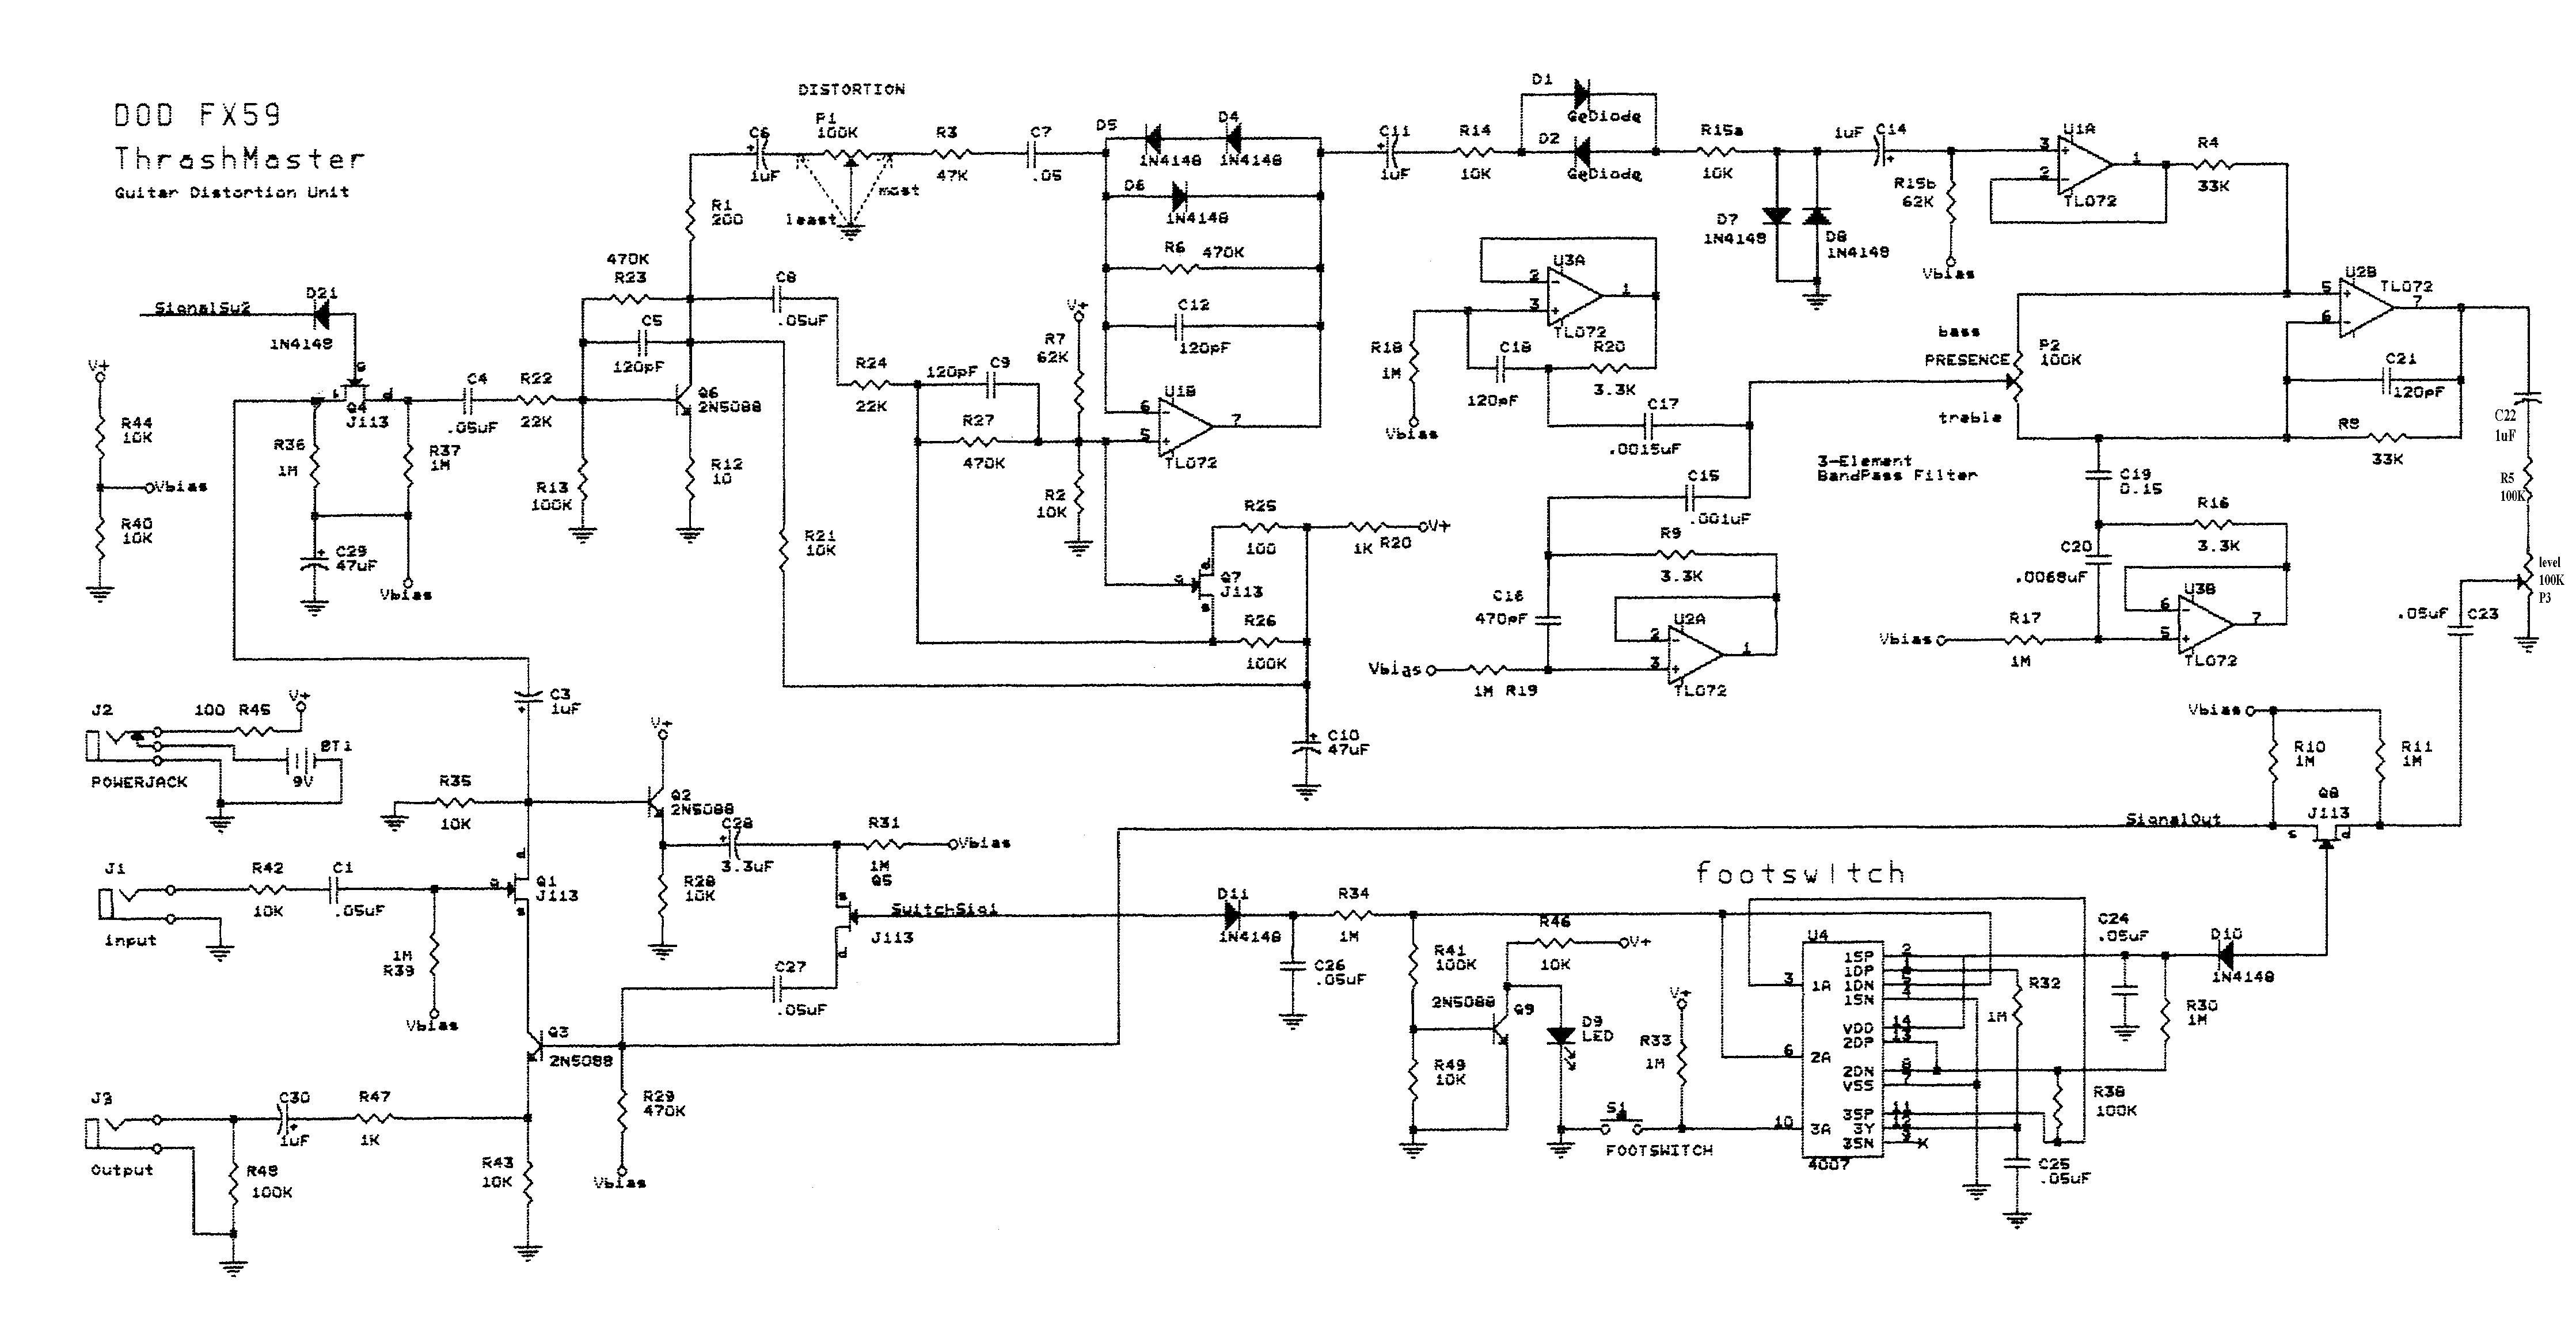 DOD FX59
ThrashMaster
Guitar Distortion Unit
DISTORTION
P1
100K
least
most
C6
1uF
R3
47K
C7
.05
D5
1N4148
D4
1N4148
D6
1N4148
R6 470K
C12
120pF
C11
1uF
R14
10K
D1
GeDiode
D2
GeDiode
R15a
10K
1uF C14
R15b
62K
Vbias
D7
1N4148
D8
1N4148
U1A
3
2
1
TL072
R4
33K
R1
200
470K
R23
C5
120pF
C8
.05uF
SignalSw2
D21
1N4148
V+
R44
10K
Vbias
R40
10K
g
d
Q4
J113
R36
1M
R37
1M
C29
47uF
Vbias
C4
.05uF
R22
22K
R13
100K
Q6
2N5088
R12
10
R21
10K
R24
22K
120pF C9
R27
470K
V+
R7
62K
R2
10K
U1B
6
5
7
TL072
R25
100
1K R20
V+
g
d
s
Q7
J113
R26
100K
C10
47uF
U3A
2
3
1
TL072
R18
1M
Vbias
C18
120pF
R20
3.3K
C17
.0015uF
C15
.001uF
R9
3.3K
C16
470pF
U2A
2
3
1
TL072
Vbias
1M R19
bass
PRESENCE
treble
P2
100K
3-Element
BandPass Filter
U2B
5
6
7
TL072
C21
120pF
R8
33K
C22
1uF
R5
100K
level
100K
P3
C19
0.15
R16
3.3K
C20
.0068uF
U3B
6
5
7
TL072
Vbias
R17
1M
.05uF C23
Vbias
R10
1M
R11
1M
Q8
J113
s
d
SignalOut
J2
POWERJACK
100 R45
V+
BT1
9V
C3
1uF
R35
10K
V+
Q2
2N5088
C28
3.3uF
R28
10K
R31
1M
Vbias
Q5
s
d
J113
SwitchSig1
J1
input
R42
10K
C1
.05uF
1M
R39
Vbias
d
g
s
Q1
J113
C27
.05uF
Q3
2N5088
R29
470K
Vbias
J3
Output
C30
1uF
R47
1K
R48
100K
R43
10K
footswitch
D11
1N4148
R34
1M
C26
.05uF
R41
100K
R49
10K
R46
10K
V+
2N5088
Q9
D9
LED
V+
R33
1M
S1
FOOTSWITCH
U4
3
1A
6
2A
10
3A
1SP
1DP
1DN
1SN
VDD
2DP
2DN
VSS
3SP
3Y
3SN
2
14
13
11
4007
R32
1M
C24
.05uF
D10
1N4148
R30
1M
R38
100K
C25
.05uF